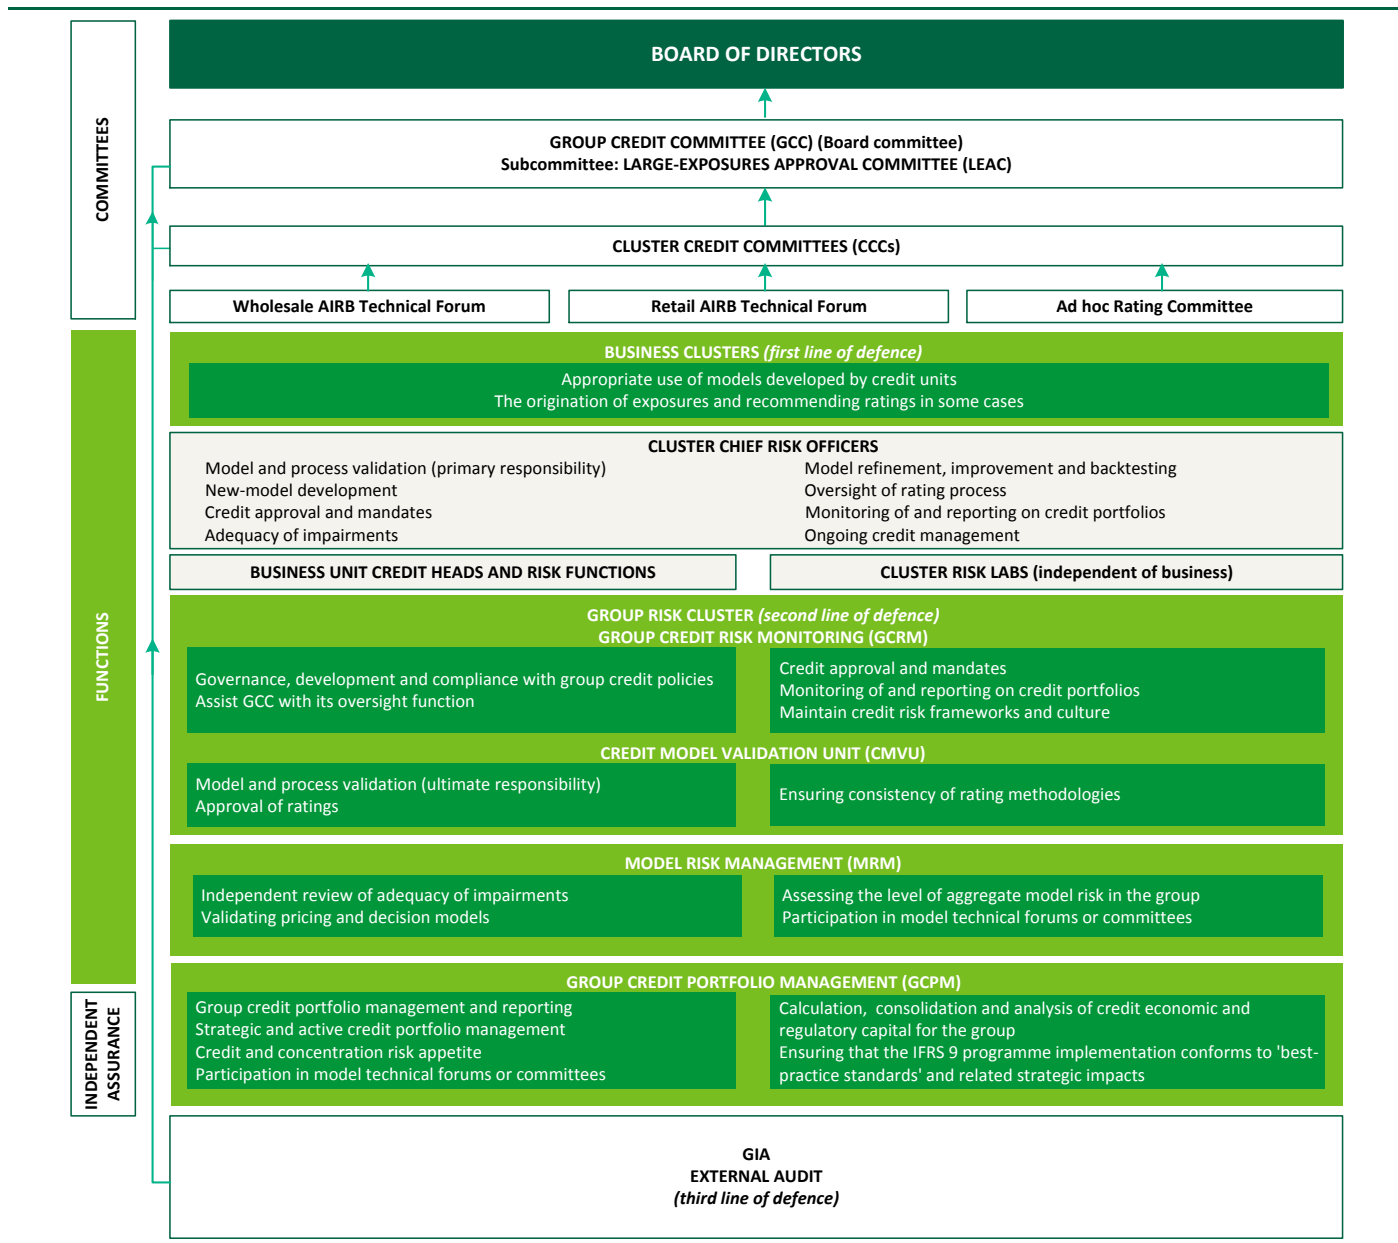 COMMITTEES
BOARD OF DIRECTORS
GROUP CREDIT COMMITTEE (GCC) (Board committee)
Subcommittee: LARGE-EXPOSURES APPROVAL COMMITTEE (LEAC)
CLUSTER CREDIT COMMITTEES (CCCs)
Wholesale AIRB Technical Forum
Retail AIRB Technical Forum
Ad hoc Rating Committee
FUNCTIONS
BUSINESS CLUSTERS (first line of defence)
Appropriate use of models developed by credit units
The origination of exposures and recommending ratings in some cases
CLUSTER CHIEF RISK OFFICERS
Model and process validation (primary responsibility)
New-model development
Credit approval and mandates
Adequacy of impairments
Model refinement, improvement and backtesting
Oversight of rating process
Monitoring of and reporting on credit portfolios
Ongoing credit management
BUSINESS UNIT CREDIT HEADS AND RISK FUNCTIONS
CLUSTER RISK LABS (independent of business)
GROUP RISK CLUSTER (second line of defence)
GROUP CREDIT RISK MONITORING (GCRM)
Governance, development and compliance with group credit policies
Assist GCC with its oversight function
Credit approval and mandates
Monitoring of and reporting on credit portfolios
Maintain credit risk frameworks and culture
CREDIT MODEL VALIDATION UNIT (CMVU)
Model and process validation (ultimate responsibility)
Approval of ratings
Ensuring consistency of rating methodologies
MODEL RISK MANAGEMENT (MRM)
Independent review of adequacy of impairments
Validating pricing and decision models
Assessing the level of aggregate model risk in the group
Participation in model technical forums or committees
GROUP CREDIT PORTFOLIO MANAGEMENT (GCPM)
Group credit portfolio management and reporting
Strategic and active credit portfolio management
Credit and concentration risk appetite
Participation in model technical forums or committees
Calculation, consolidation and analysis of credit economic and
regulatory capital for the group
Ensuring that the IFRS 9 programme implementation conforms to 'best-
practice standards' and related strategic impacts
INDEPENDENT
ASSURANCE
GIA
EXTERNAL AUDIT
(third line of defence)